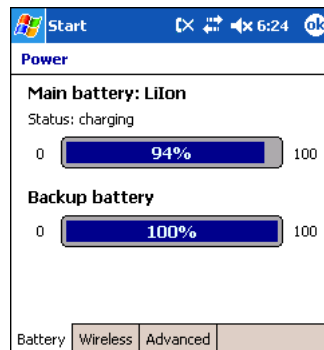 Start 6:24 ok
Power
Main battery: LiIon
Status: charging
0 94% 100
Backup battery
0 100% 100
Battery Wireless Advanced